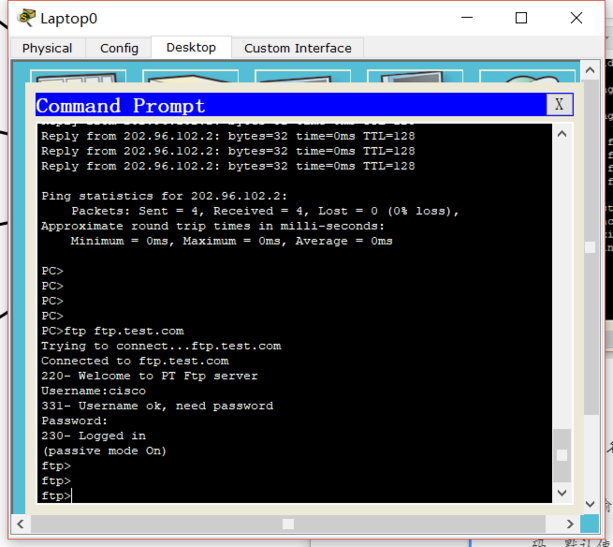 Laptop0
Physical Config Desktop Custom Interface
Command Prompt X
Reply from 202.96.102.2: bytes=32 time=0ms TTL=128
Reply from 202.96.102.2: bytes=32 time=0ms TTL=128
Reply from 202.96.102.2: bytes=32 time=0ms TTL=128
Ping statistics for 202.96.102.2:
Packets: Sent = 4, Received = 4, Lost = 0 (0% loss),
Approximate round trip times in milli-seconds:
Minimum = 0ms, Maximum = 0ms, Average = 0ms
PC>
PC>
PC>
PC>
PC>ftp ftp.test.com
Trying to connect...ftp.test.com
Connected to ftp.test.com
220- Welcome to PT Ftp server
Username:cisco
331- Username ok, need password
Password:
230- Logged in
(passive mode On)
ftp>
ftp>
ftp>